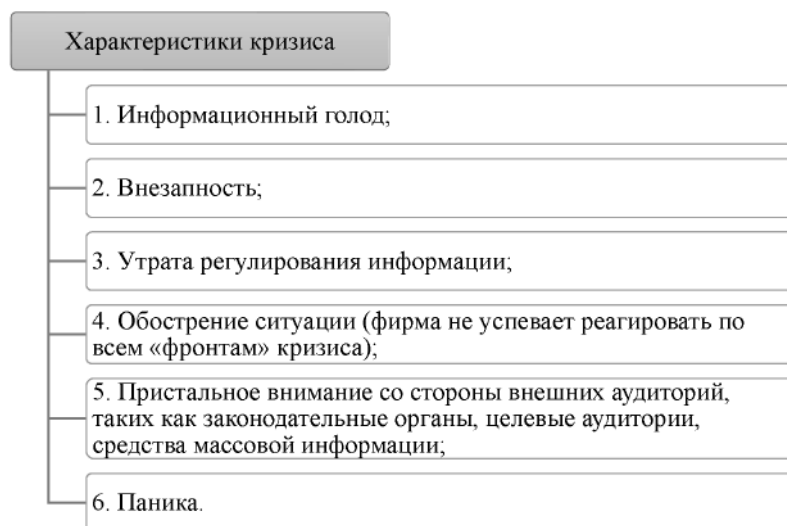 Характеристики кризиса
1. Информационный голод;
2. Внезапность;
3. Утрата регулирования информации;
4. Обострение ситуации (фирма не успевает реагировать по
всем «фронтам» кризиса);
5. Пристальное внимание со стороны внешних аудиторий,
таких как законодательные органы, целевые аудитории,
средства массовой информации;
6. Паника.